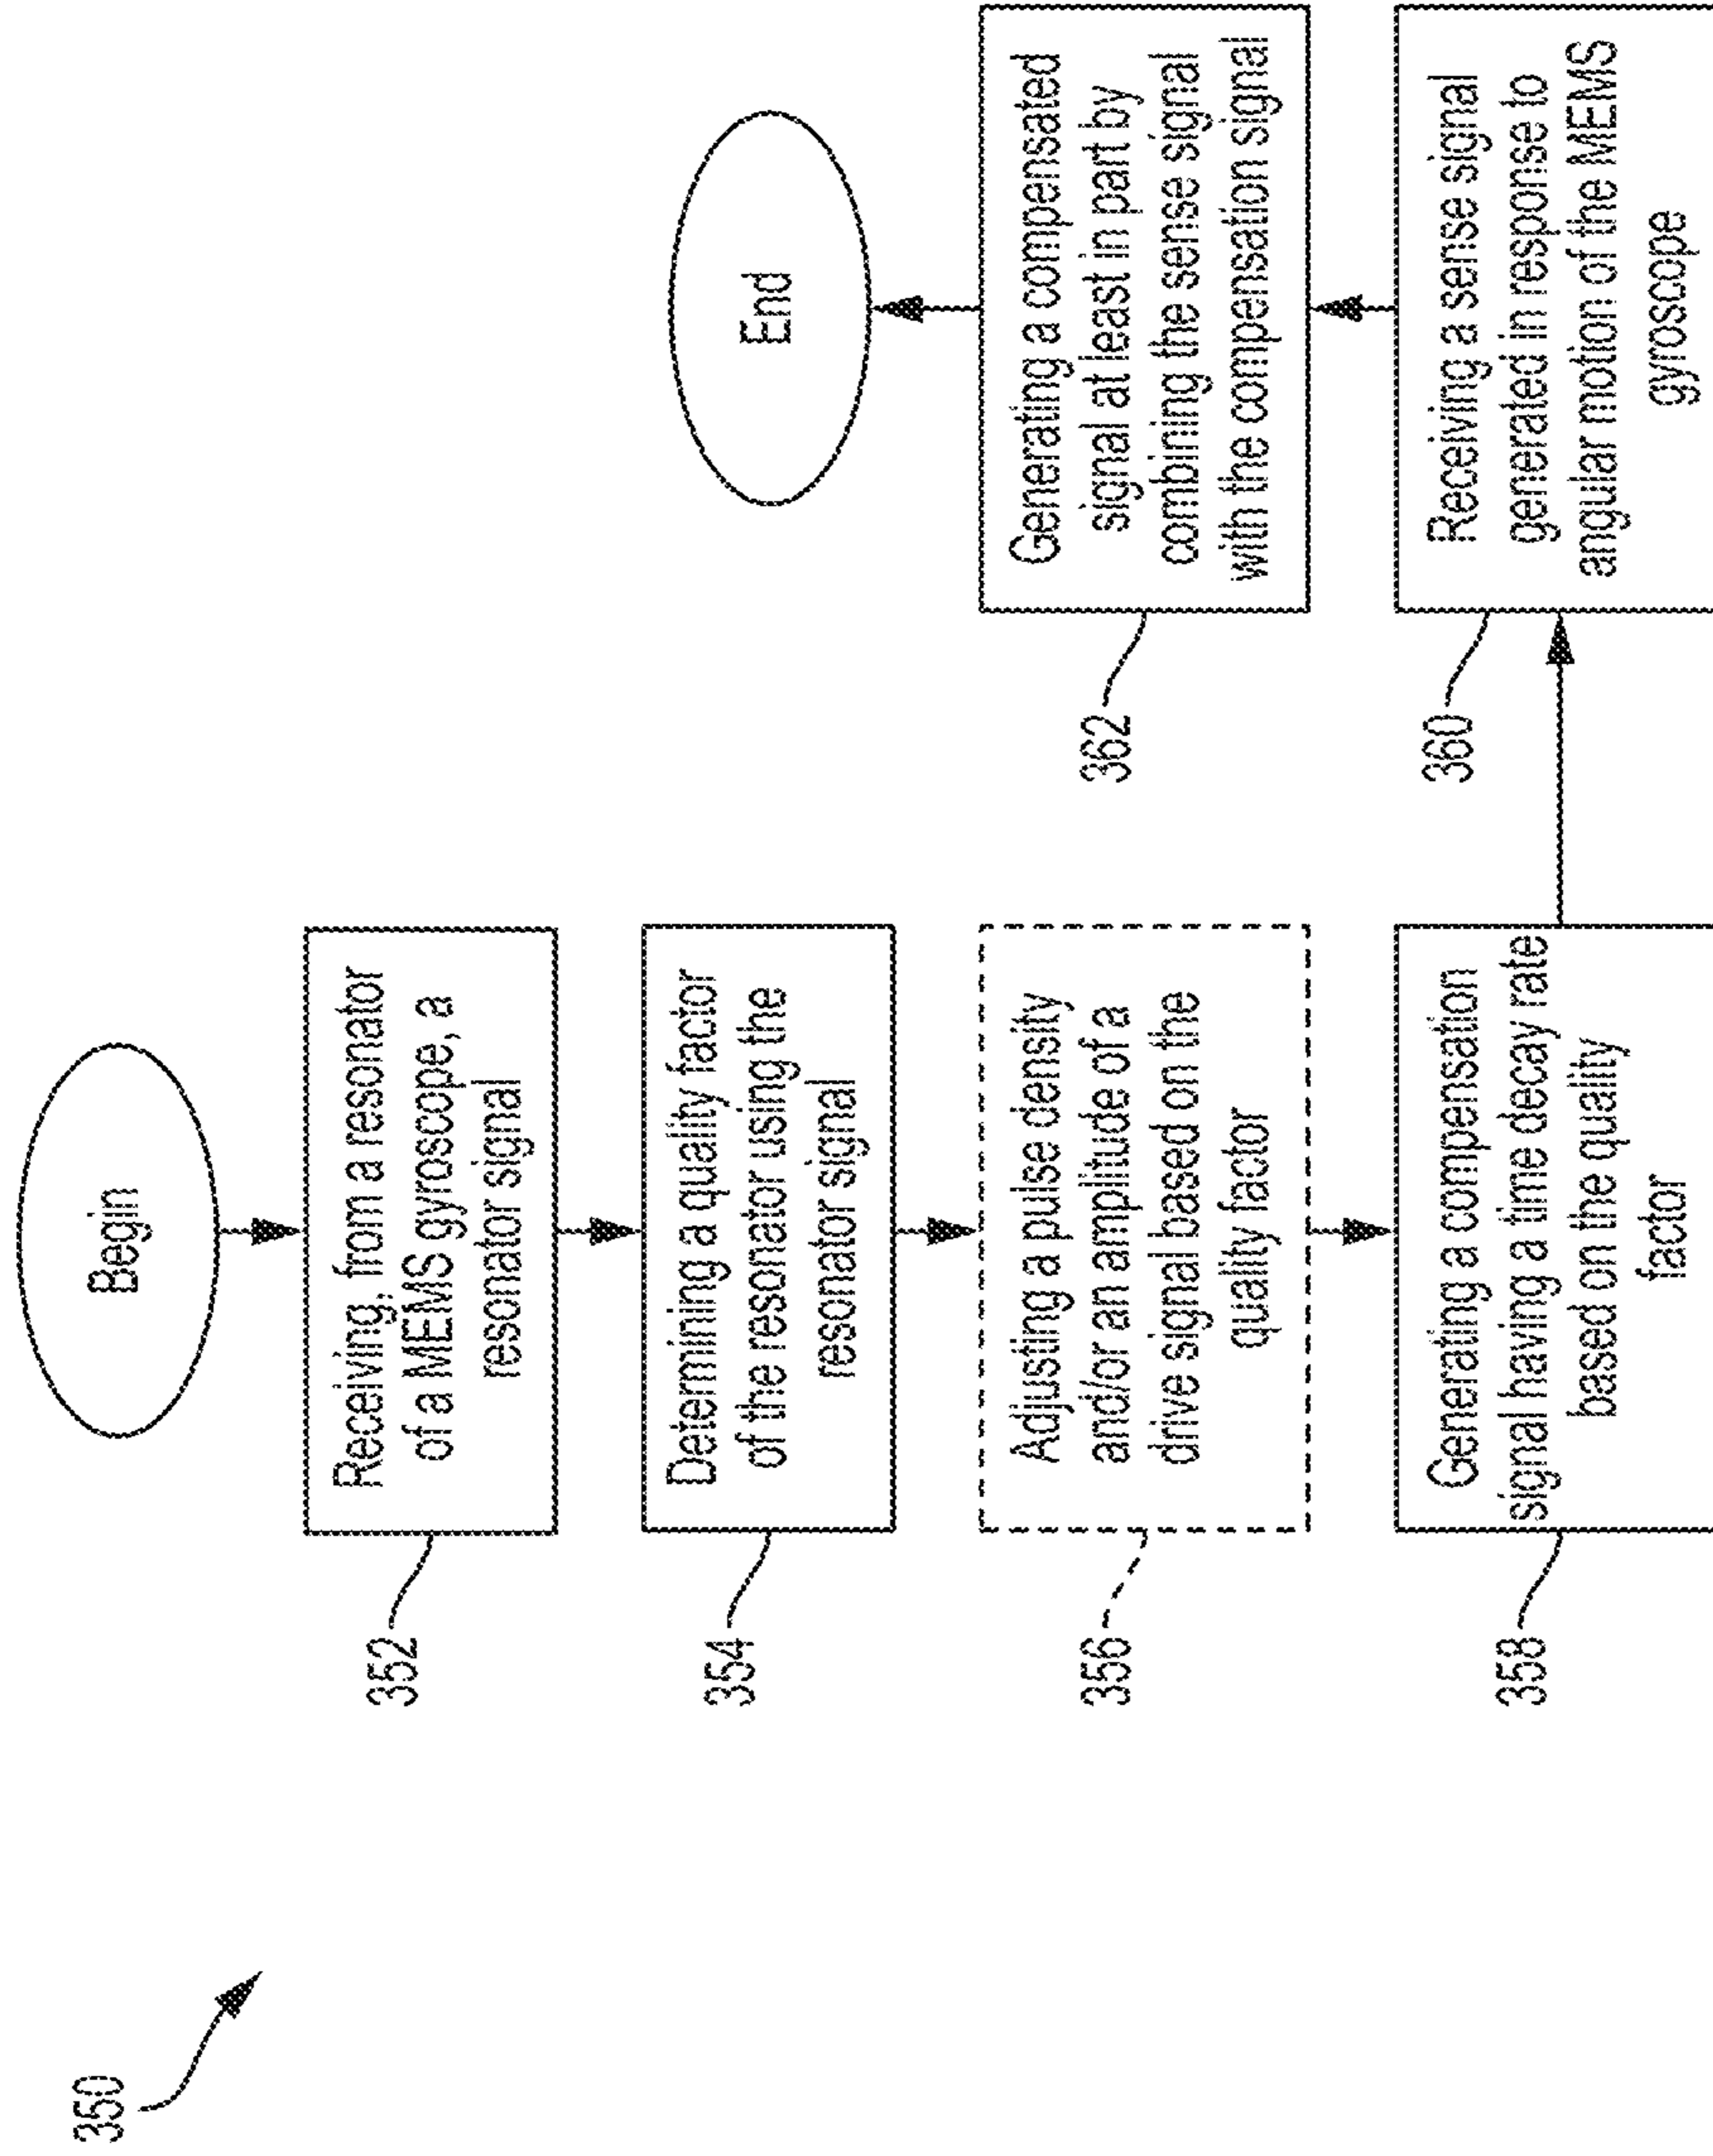 350
Begin
352
Receiving, from a resonator
of a MEMS gyroscope, a
resonator signal
354
Determining a quality factor
of the resonator using the
resonator signal
356
Adjusting a pulse density
and/or an amplitude of a
drive signal based on the
quality factor
358
Generating a compensation
signal having a time decay rate
based on the quality
factor
360
Receiving a sense signal
generated in response to
angular motion of the MEMS
gyroscope
362
Generating a compensated
signal at least in part by
combining the sense signal
with the compensation signal
End